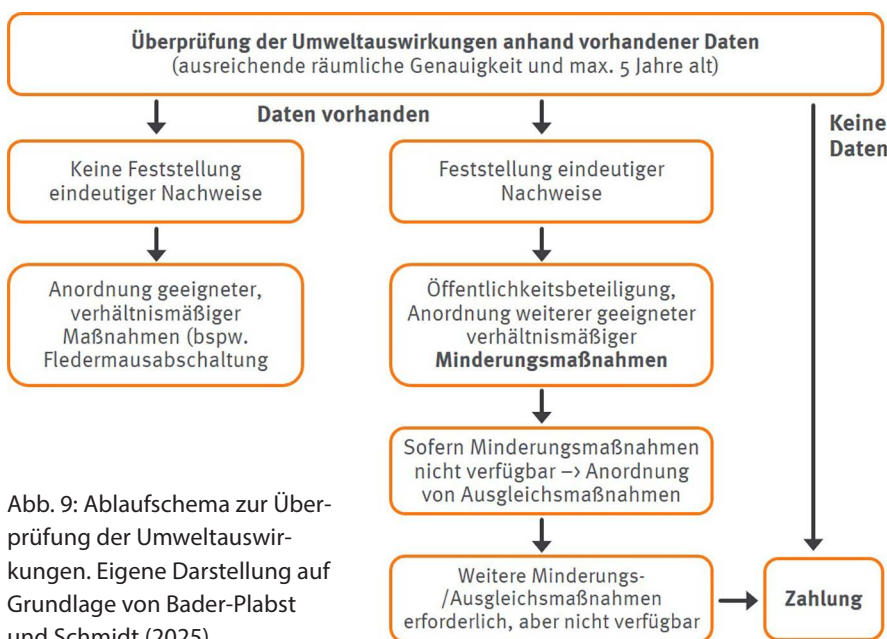 Überprüfung der Umweltauswirkungen anhand vorhandener Daten
(ausreichende räumliche Genauigkeit und max. 5 Jahre alt)
Daten vorhanden
Keine
Daten
Keine Feststellung
eindeutiger Nachweise
Feststellung eindeutiger
Nachweise
Anordnung geeigneter,
verhältnismäßiger
Maßnahmen (bspw.
Fledermausabschaltung
Öffentlichkeitsbeteiligung,
Anordnung weiterer geeigneter
verhältnismäßiger
Minderungsmaßnahmen
Sofern Minderungsmaßnahmen
nicht verfügbar –> Anordnung
von Ausgleichsmaßnahmen
Weitere Minderungs-
/Ausgleichsmaßnahmen
erforderlich, aber nicht verfügbar
Zahlung
Abb. 9: Ablaufschema zur Über-
prüfung der Umweltauswir-
kungen. Eigene Darstellung auf
Grundlage von Bader-Plabst
und Schmidt (2025)